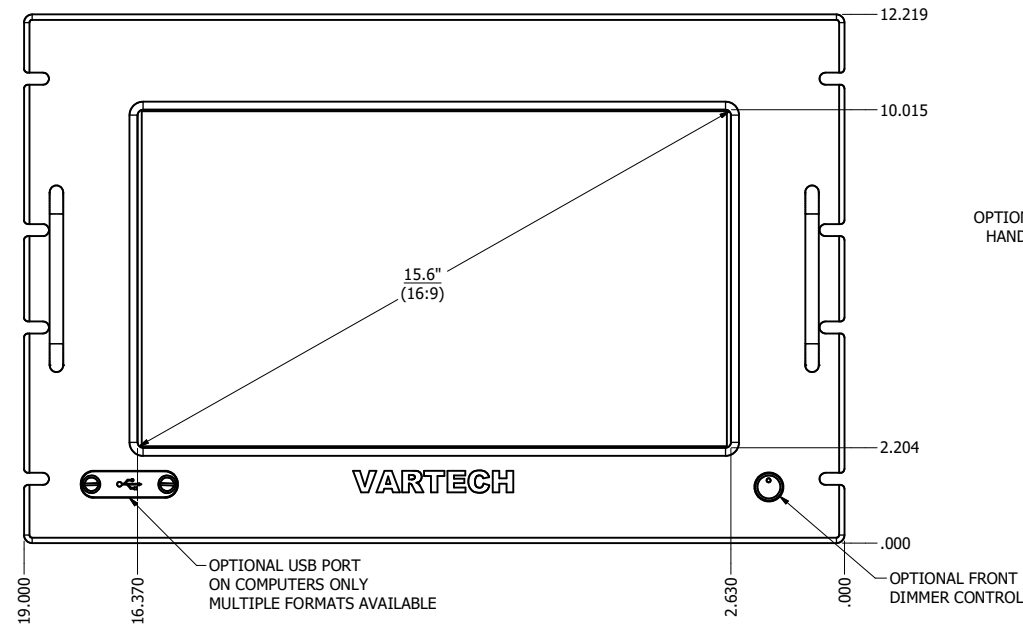 12.219
10.015
OPTION
HAND
15.6"
(16:9)
2.204
VARTECH
.000
OPTIONAL USB PORT
ON COMPUTERS ONLY
MULTIPLE FORMATS AVAILABLE
OPTIONAL FRONT
DIMMER CONTROL
19.000
16.370
2.630
.000